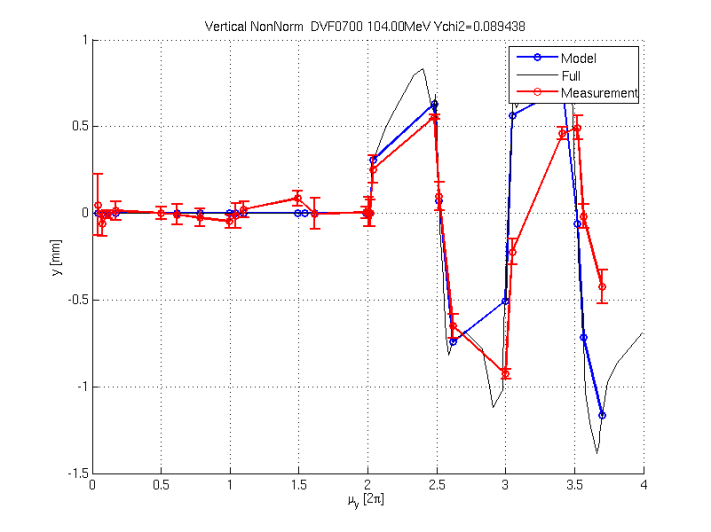 Vertical NonNorm DVF0700 104.00MeV Ychi2=0.089438
Model
Full
Measurement
1
0.5
0
-0.5
-1
-1.5
y [mm]
0 0.5 1 1.5 2 2.5 3 3.5 4
μy [2π]